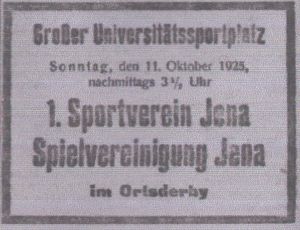 Großer Universitätssportplatz
Sonntag, den 11. Oktober 1925,
nachmittags 3½ Uhr
1. Sportverein Jena
Spielvereinigung Jena
im Ortsderby